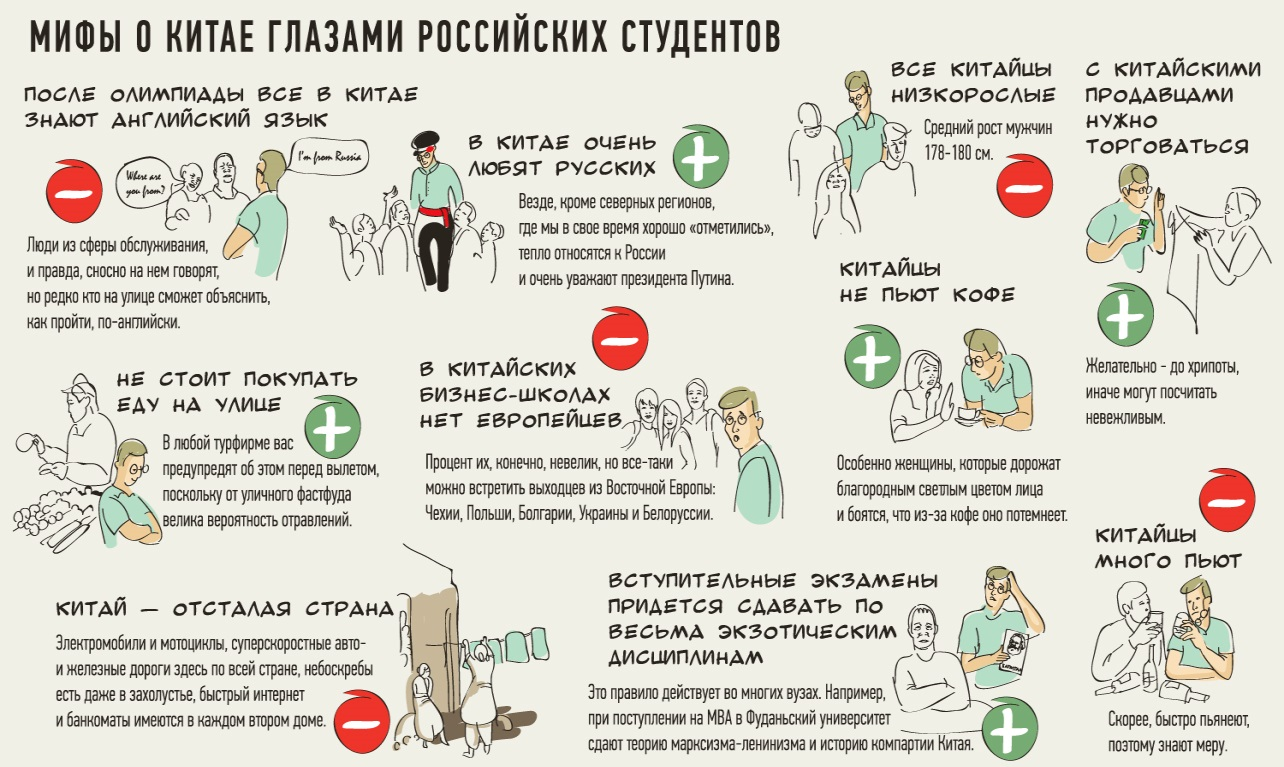 МИФЫ О КИТАЕ ГЛАЗАМИ РОССИЙСКИХ СТУДЕНТОВ
ПОСЛЕ ОЛИМПИАДЫ ВСЕ В КИТАЕ
ЗНАЮТ АНГЛИЙСКИЙ ЯЗЫК
Where are
you from?
I'm from Russia
Люди из сферы обслуживания,
и правда, сносно на нем говорят,
но редко кто на улице сможет объяснить,
как пройти, по-английски.
В КИТАЕ ОЧЕНЬ
ЛЮБЯТ РУССКИХ
Везде, кроме северных регионов,
где мы в свое время хорошо «отметились»,
тепло относятся к России
и очень уважают президента Путина.
ВСЕ КИТАЙЦЫ
НИЗКОРОСЛЫЕ
Средний рост мужчин
178-180 см.
С КИТАЙСКИМИ
ПРОДАВЦАМИ
НУЖНО
ТОРГОВАТЬСЯ
Желательно - до хрипоты,
иначе могут посчитать
невежливым.
НЕ СТОИТ ПОКУПАТЬ
ЕДУ НА УЛИЦЕ
В любой турфирме вас
предупредят об этом перед вылетом,
поскольку от уличного фастфуда
велика вероятность отравлений.
В КИТАЙСКИХ
БИЗНЕС-ШКОЛАХ
НЕТ ЕВРОПЕЙЦЕВ
Процент их, конечно, невелик, но все-таки
можно встретить выходцев из Восточной Европы:
Чехии, Польши, Болгарии, Украины и Белоруссии.
КИТАЙЦЫ
НЕ ПЬЮТ КОФЕ
Особенно женщины, которые дорожат
благородным светлым цветом лица
и боятся, что из-за кофе оно потемнеет.
КИТАЙ — ОТСТАЛАЯ СТРАНА
Электромобили и мотоциклы, суперскоростные авто-
и железные дороги здесь по всей стране, небоскребы
есть даже в захолустье, быстрый интернет
и банкоматы имеются в каждом втором доме.
ВСТУПИТЕЛЬНЫЕ ЭКЗАМЕНЫ
ПРИДЕТСЯ СДАВАТЬ ПО
ВЕСЬМА ЭКЗОТИЧЕСКИМ
ДИСЦИПЛИНАМ
Это правило действует во многих вузах. Например,
при поступлении на МВА в Фуданьский университет
сдают теорию марксизма-ленинизма и историю компартии Китая.
КИТАЙЦЫ
МНОГО ПЬЮТ
Скорее, быстро пьянеют,
поэтому знают меру.